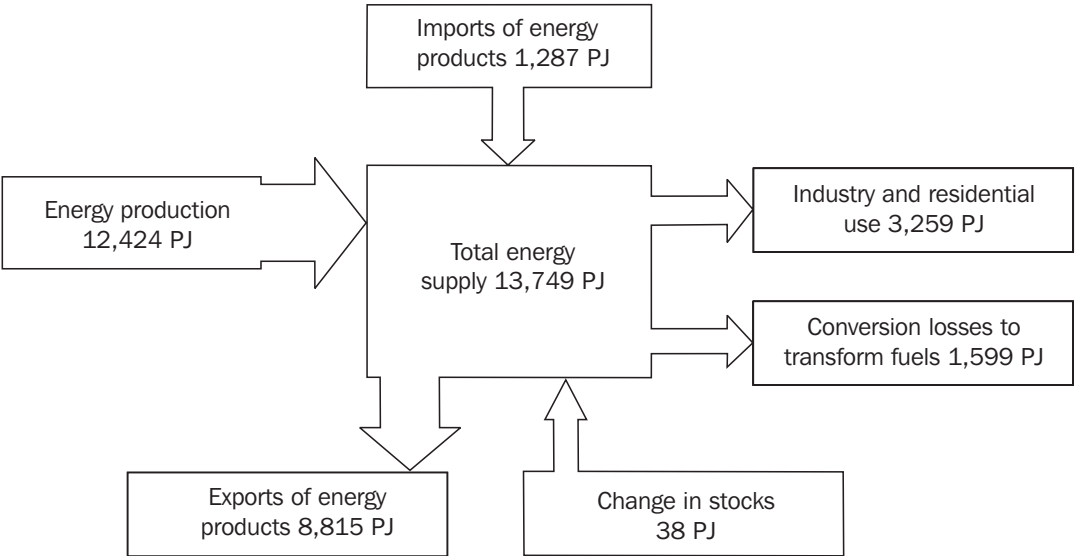 Imports of energy
products 1,287 PJ
Energy production
12,424 PJ
Total energy
supply 13,749 PJ
Industry and residential
use 3,259 PJ
Conversion losses to
transform fuels 1,599 PJ
Exports of energy
products 8,815 PJ
Change in stocks
38 PJ